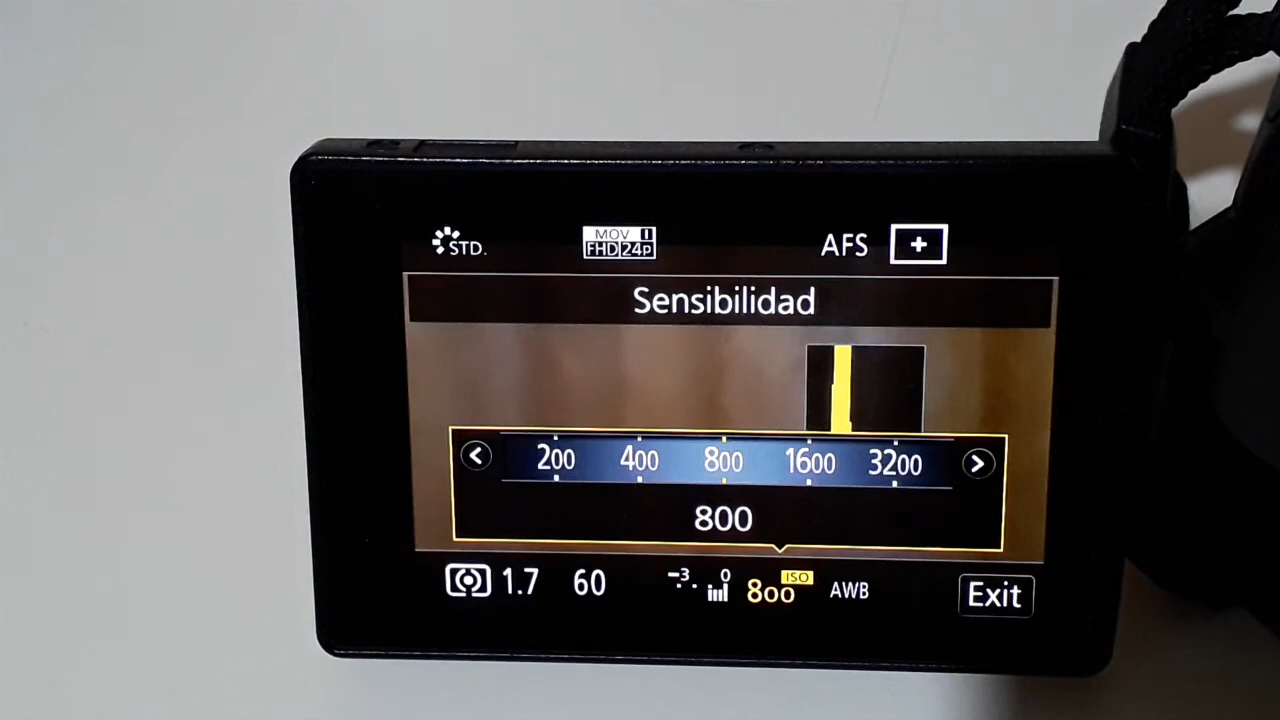 STD. MOV FHD 24p AFS
Sensibilidad
200 400 800 1600 3200
800
1.7 60 -3. 0 800 ISO AWB Exit